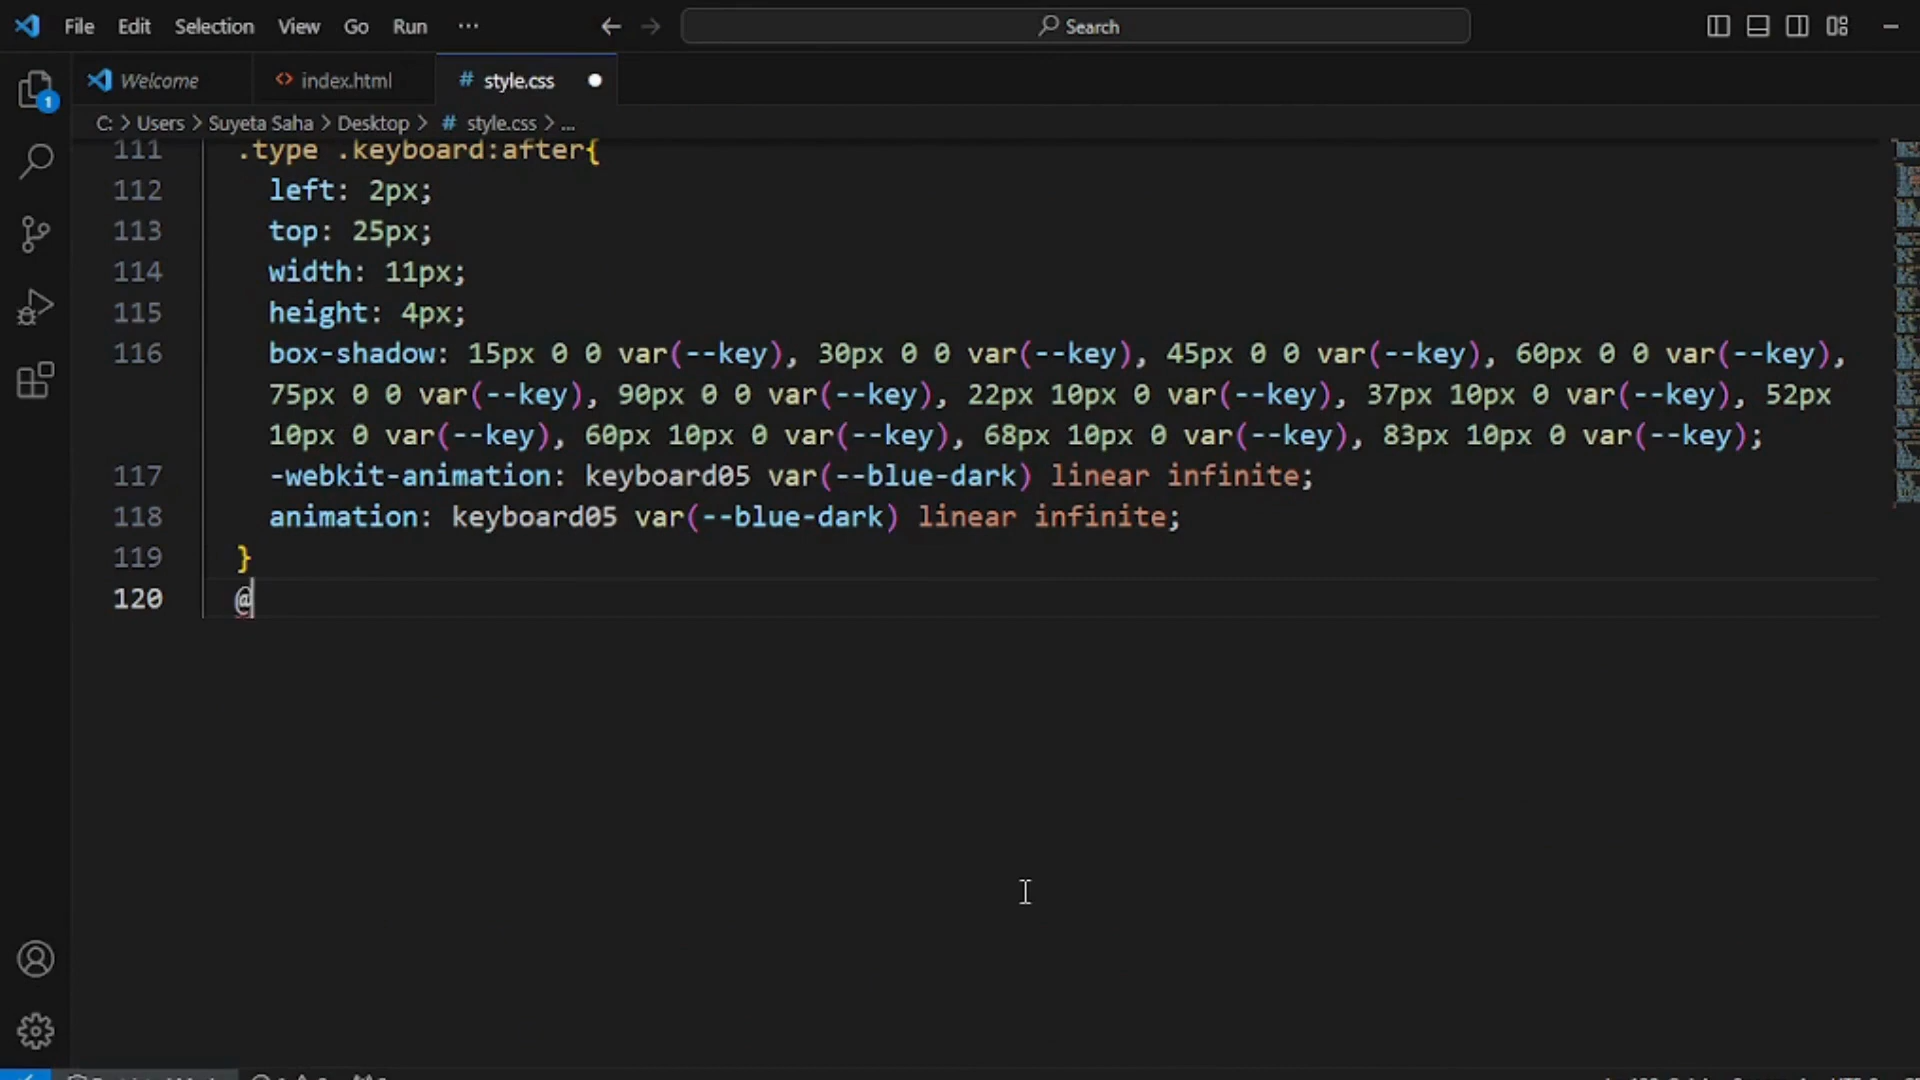 File Edit Selection View Go Run ··· Search
Welcome index.html style.css
C: > Users > Suyeta Saha > Desktop > # style.css > ...
111 .type .keyboard:after{
112 left: 2px;
113 top: 25px;
114 width: 11px;
115 height: 4px;
116 box-shadow: 15px 0 0 var(--key), 30px 0 0 var(--key), 45px 0 0 var(--key), 60px 0 0 var(--key),
75px 0 0 var(--key), 90px 0 0 var(--key), 22px 10px 0 var(--key), 37px 10px 0 var(--key), 52px
10px 0 var(--key), 60px 10px 0 var(--key), 68px 10px 0 var(--key), 83px 10px 0 var(--key);
117 -webkit-animation: keyboard05 var(--blue-dark) linear infinite;
118 animation: keyboard05 var(--blue-dark) linear infinite;
119 }
120 @
1